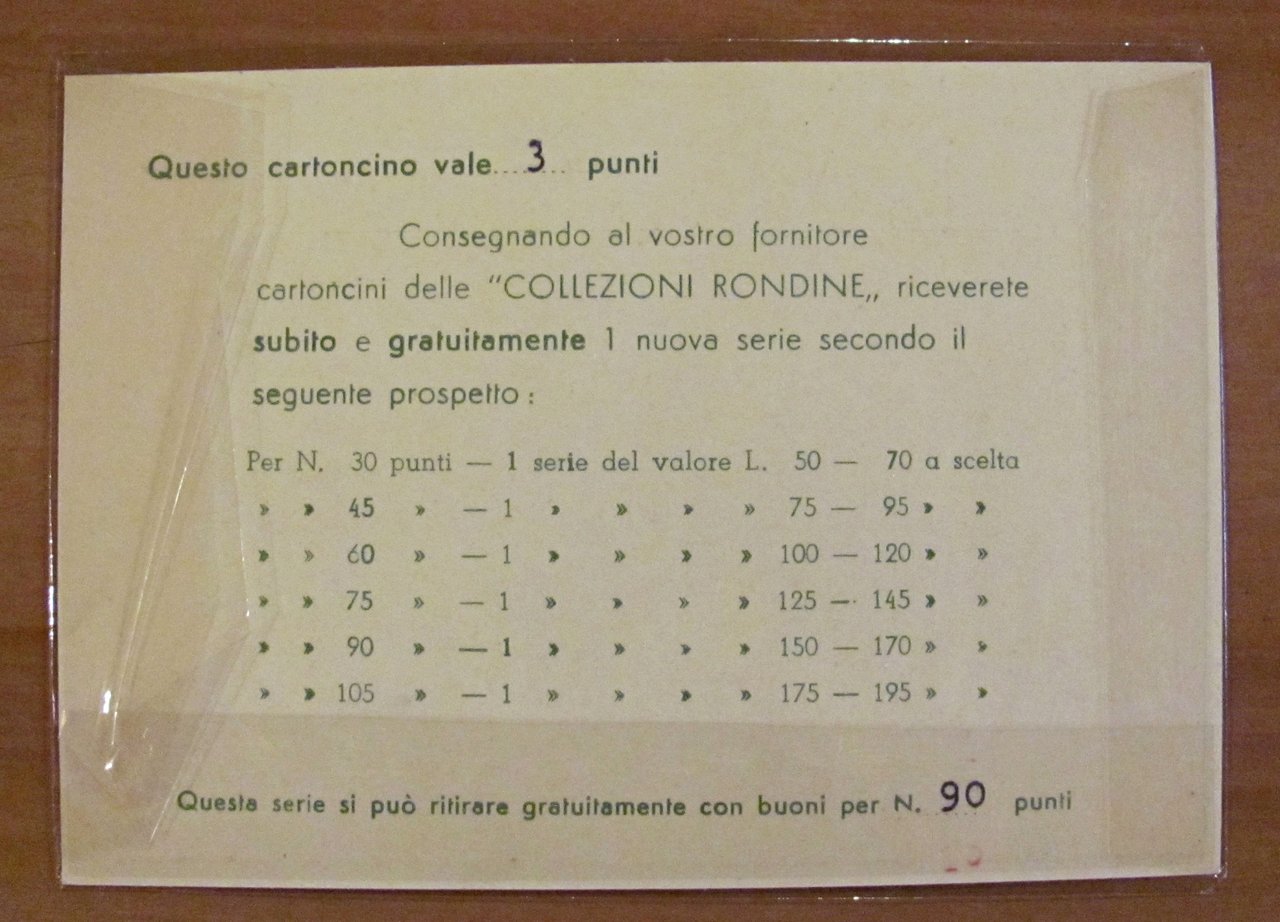 Questo cartoncino vale....3.... punti
Consegnando al vostro fornitore
cartoncini delle "COLLEZIONI RONDINE„ riceverete
subito e gratuitamente 1 nuova serie secondo il
seguente prospetto :
Per N. 30 punti — 1 serie del valore L. 50 — 70 a scelta
» » 45 » — 1 » » » » 75 — 95 » »
» » 60 » — 1 » » » » 100 — 120 » »
» » 75 » — 1 » » » » 125 — 145 » »
» » 90 » — 1 » » » » 150 — 170 » »
» » 105 » — 1 » » » » 175 — 195 » »
Questa serie si può ritirare gratuitamente con buoni per N. 90 punti